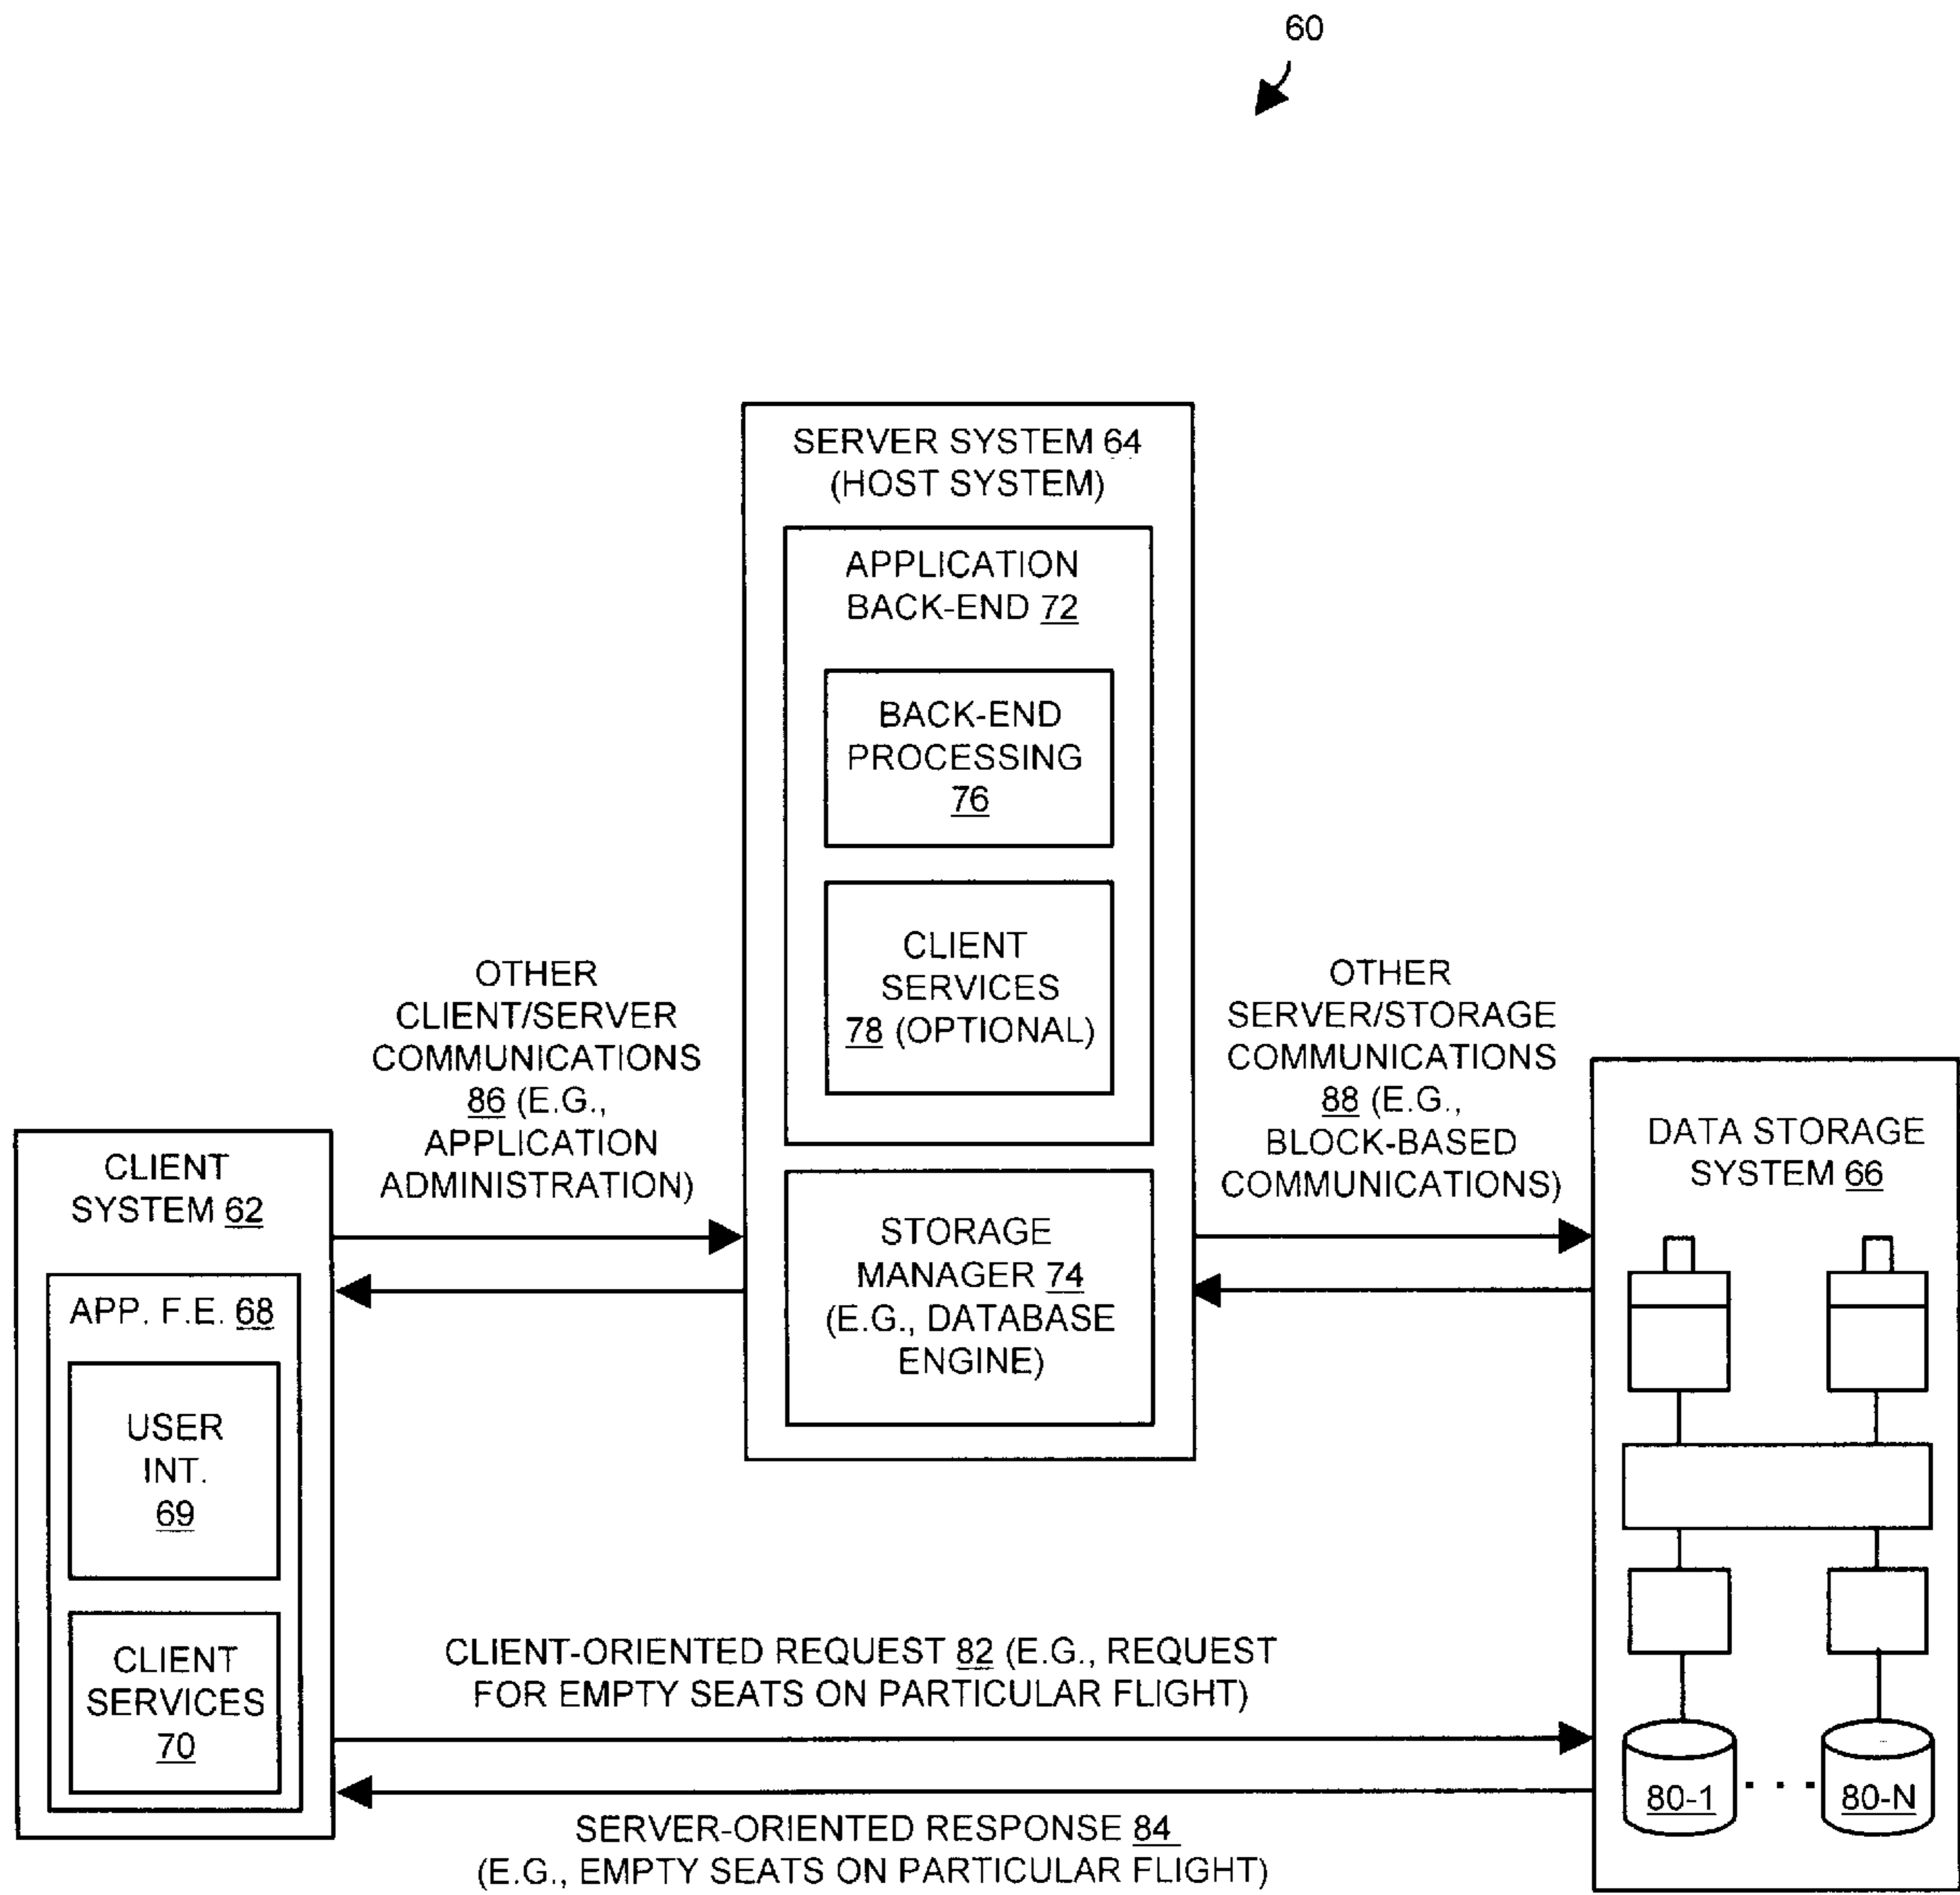 60
SERVER SYSTEM 64
(HOST SYSTEM)
APPLICATION
BACK-END 72
BACK-END
PROCESSING
76
CLIENT
SERVICES
78 (OPTIONAL)
STORAGE
MANAGER 74
(E.G., DATABASE
ENGINE)
OTHER
CLIENT/SERVER
COMMUNICATIONS
86 (E.G.,
APPLICATION
ADMINISTRATION)
OTHER
SERVER/STORAGE
COMMUNICATIONS
88 (E.G.,
BLOCK-BASED
COMMUNICATIONS)
CLIENT
SYSTEM 62
APP. F.E. 68
USER
INT.
69
CLIENT
SERVICES
70
DATA STORAGE
SYSTEM 66
80-1 . . . 80-N
CLIENT-ORIENTED REQUEST 82 (E.G., REQUEST
FOR EMPTY SEATS ON PARTICULAR FLIGHT)
SERVER-ORIENTED RESPONSE 84
(E.G., EMPTY SEATS ON PARTICULAR FLIGHT)